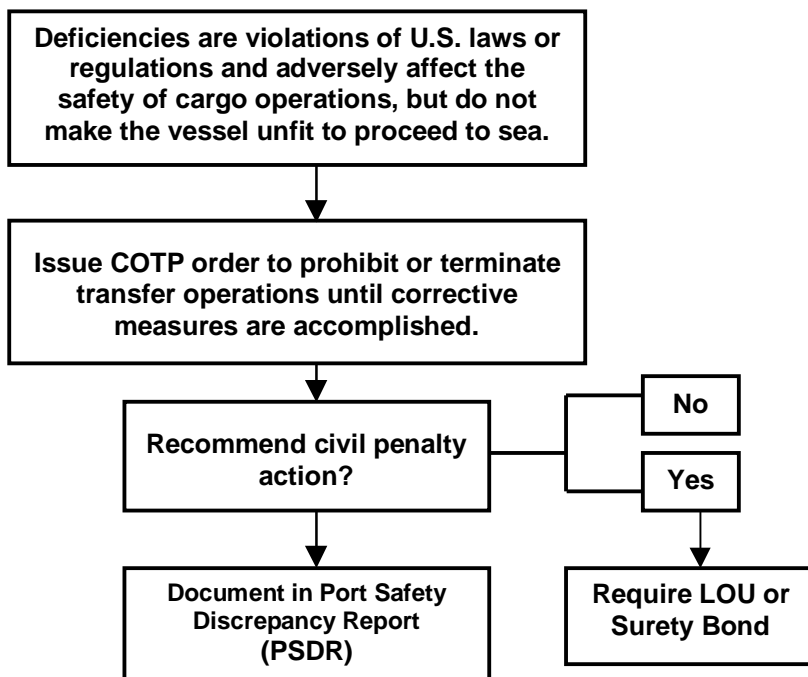 Deficiencies are violations of U.S. laws or
regulations and adversely affect the
safety of cargo operations, but do not
make the vessel unfit to proceed to sea.
Issue COTP order to prohibit or terminate
transfer operations until corrective
measures are accomplished.
Recommend civil penalty
action?
No
Yes
Document in Port Safety
Discrepancy Report
(PSDR)
Require LOU or
Surety Bond